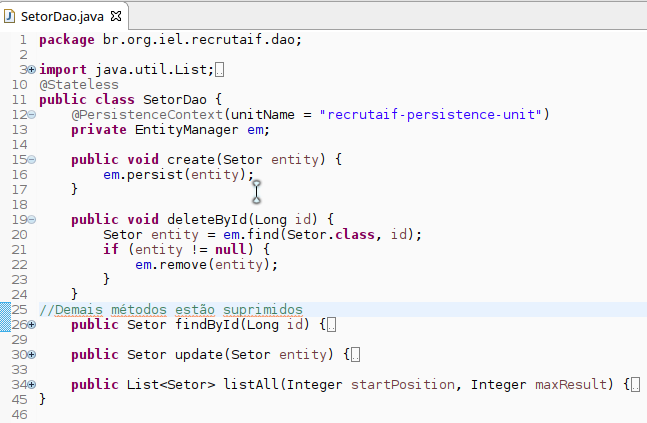 SetorDao.java
1 package br.org.iel.recrutaif.dao;
2
3 import java.util.List;
10 @Stateless
11 public class SetorDao {
12 @PersistenceContext(unitName = "recrutaif-persistence-unit")
13 private EntityManager em;
14
15 public void create(Setor entity) {
16 em.persist(entity);
17 }
18
19 public void deleteById(Long id) {
20 Setor entity = em.find(Setor.class, id);
21 if (entity != null) {
22 em.remove(entity);
23 }
24 }
25 //Demais métodos estão suprimidos
26 public Setor findById(Long id) {
29
30 public Setor update(Setor entity) {
33
34 public List<Setor> listAll(Integer startPosition, Integer maxResult) {
45 }
46